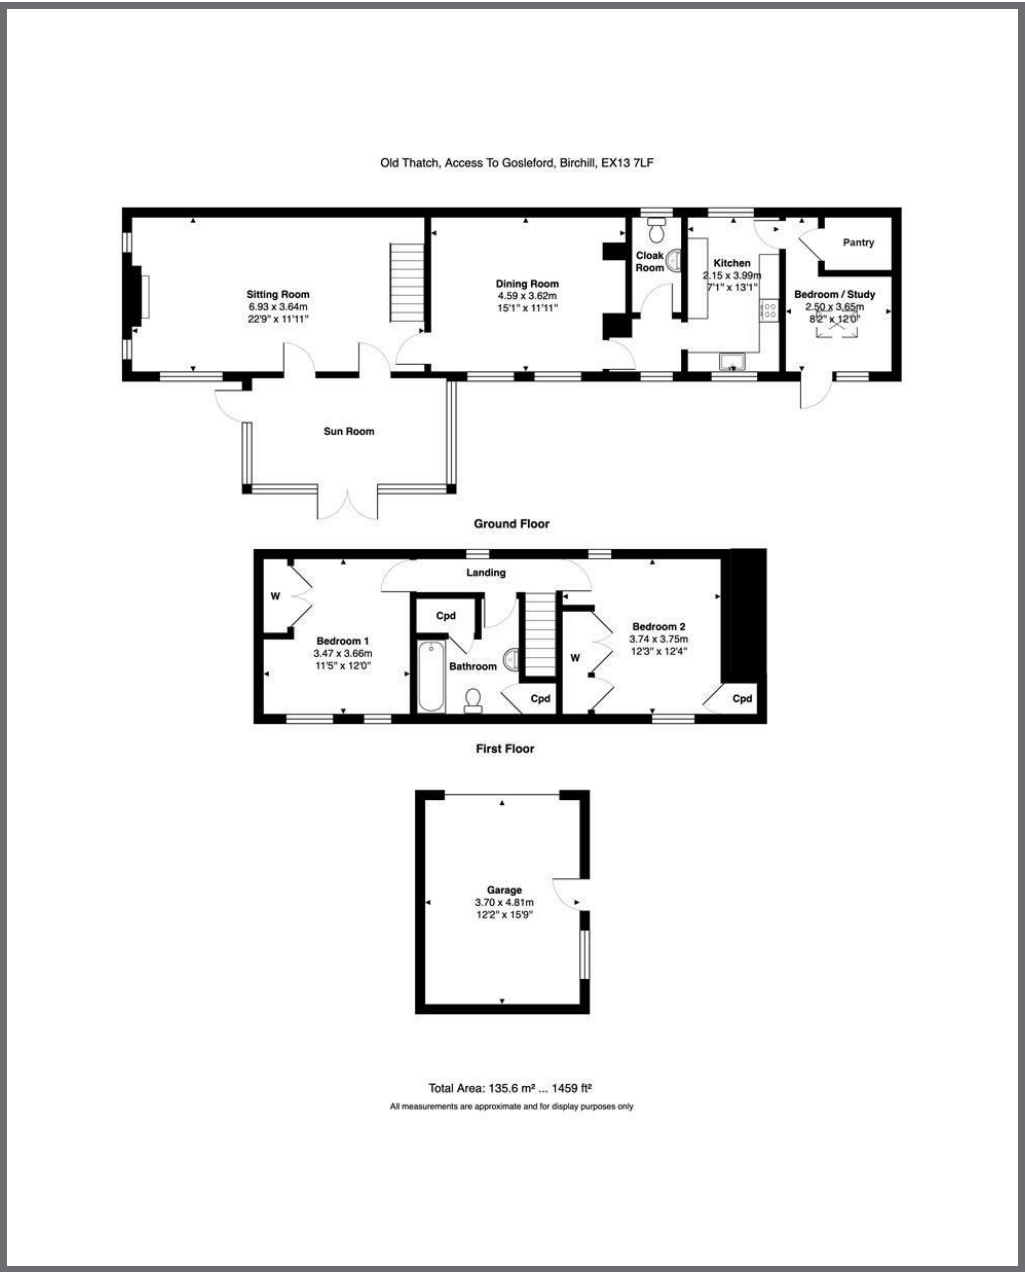 Old Thatch, Access To Gosleford, Birchill, EX13 7LF
Sitting Room
6.93 x 3.64m
22'9" x 11'11"
Dining Room
4.59 x 3.62m
15'1" x 11'11"
Cloak
Room
Kitchen
2.15 x 3.99m
7'1" x 13'1"
Pantry
Bedroom / Study
2.50 x 3.65m
8'2" x 12'0"
Sun Room
Ground Floor
Landing
W
Bedroom 1
3.47 x 3.66m
11'5" x 12'0"
Cpd
Bathroom
Cpd
W
Bedroom 2
3.74 x 3.75m
12'3" x 12'4"
Cpd
First Floor
Garage
3.70 x 4.81m
12'2" x 15'9"
Total Area: 135.6 m² ... 1459 ft²
All measurements are approximate and for display purposes only